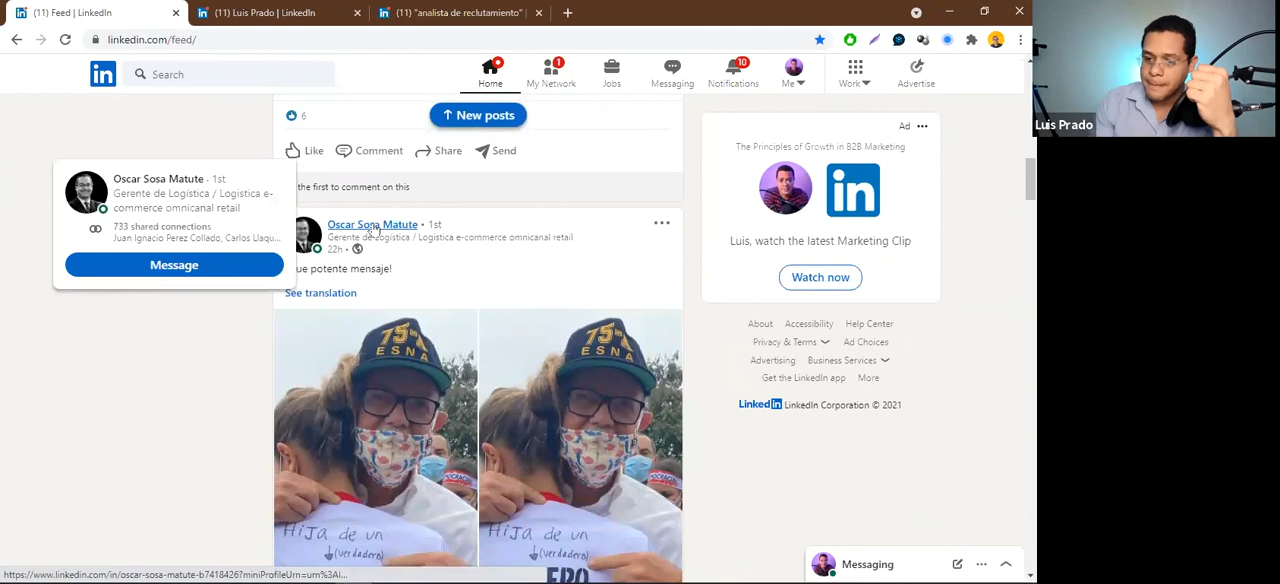 (11) Feed | LinkedIn
(11) Luis Prado | LinkedIn
(11) "analista de reclutamiento"
linkedin.com/feed/
in
Search
Home
1
My Network
Jobs
Messaging
10
Notifications
Me
Work
Advertise
Luis Prado
6
New posts
Like
Comment
Share
Send
the first to comment on this
Oscar Sosa Matute · 1st
Gerente de Logística / Logistica e-
commerce omnicanal retail
733 shared connections
Juan Ignacio Perez Collado, Carlos Llaqu...
Message
Oscar Sosa Matute • 1st
Gerente de Logística / Logistica e-commerce omnicanal retail
22h •
ue potente mensaje!
See translation
75-
ESNA
Hija de un
(verdadero)
75-
ESNA
Hija de un
(verdadero)
Ad
The Principles of Growth in B2B Marketing
in
Luis, watch the latest Marketing Clip
Watch now
About Accessibility Help Center
Privacy & Terms Ad Choices
Advertising Business Services
Get the LinkedIn app More
LinkedIn LinkedIn Corporation © 2021
Messaging
https://www.linkedin.com/in/oscar-sosa-matute-b7418426?miniProfileUrn=urn%3Al...